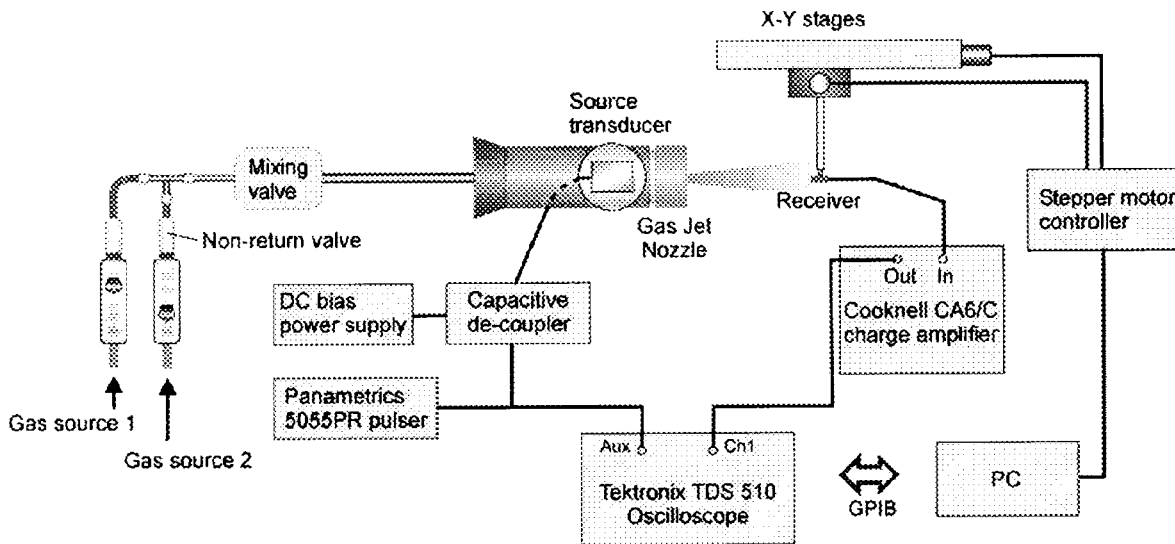 X-Y stages
Source
transducer
Mixing
valve
Non-return valve
Gas Jet
Nozzle
Receiver
Stepper motor
controller
Out In
Cooknell CA6/C
charge amplifier
DC bias
power supply
Capacitive
de-coupler
Panametrics
5055PR pulser
Gas source 1
Gas source 2
Aux Ch1
Tektronix TDS 510
Oscilloscope
GPIB
PC